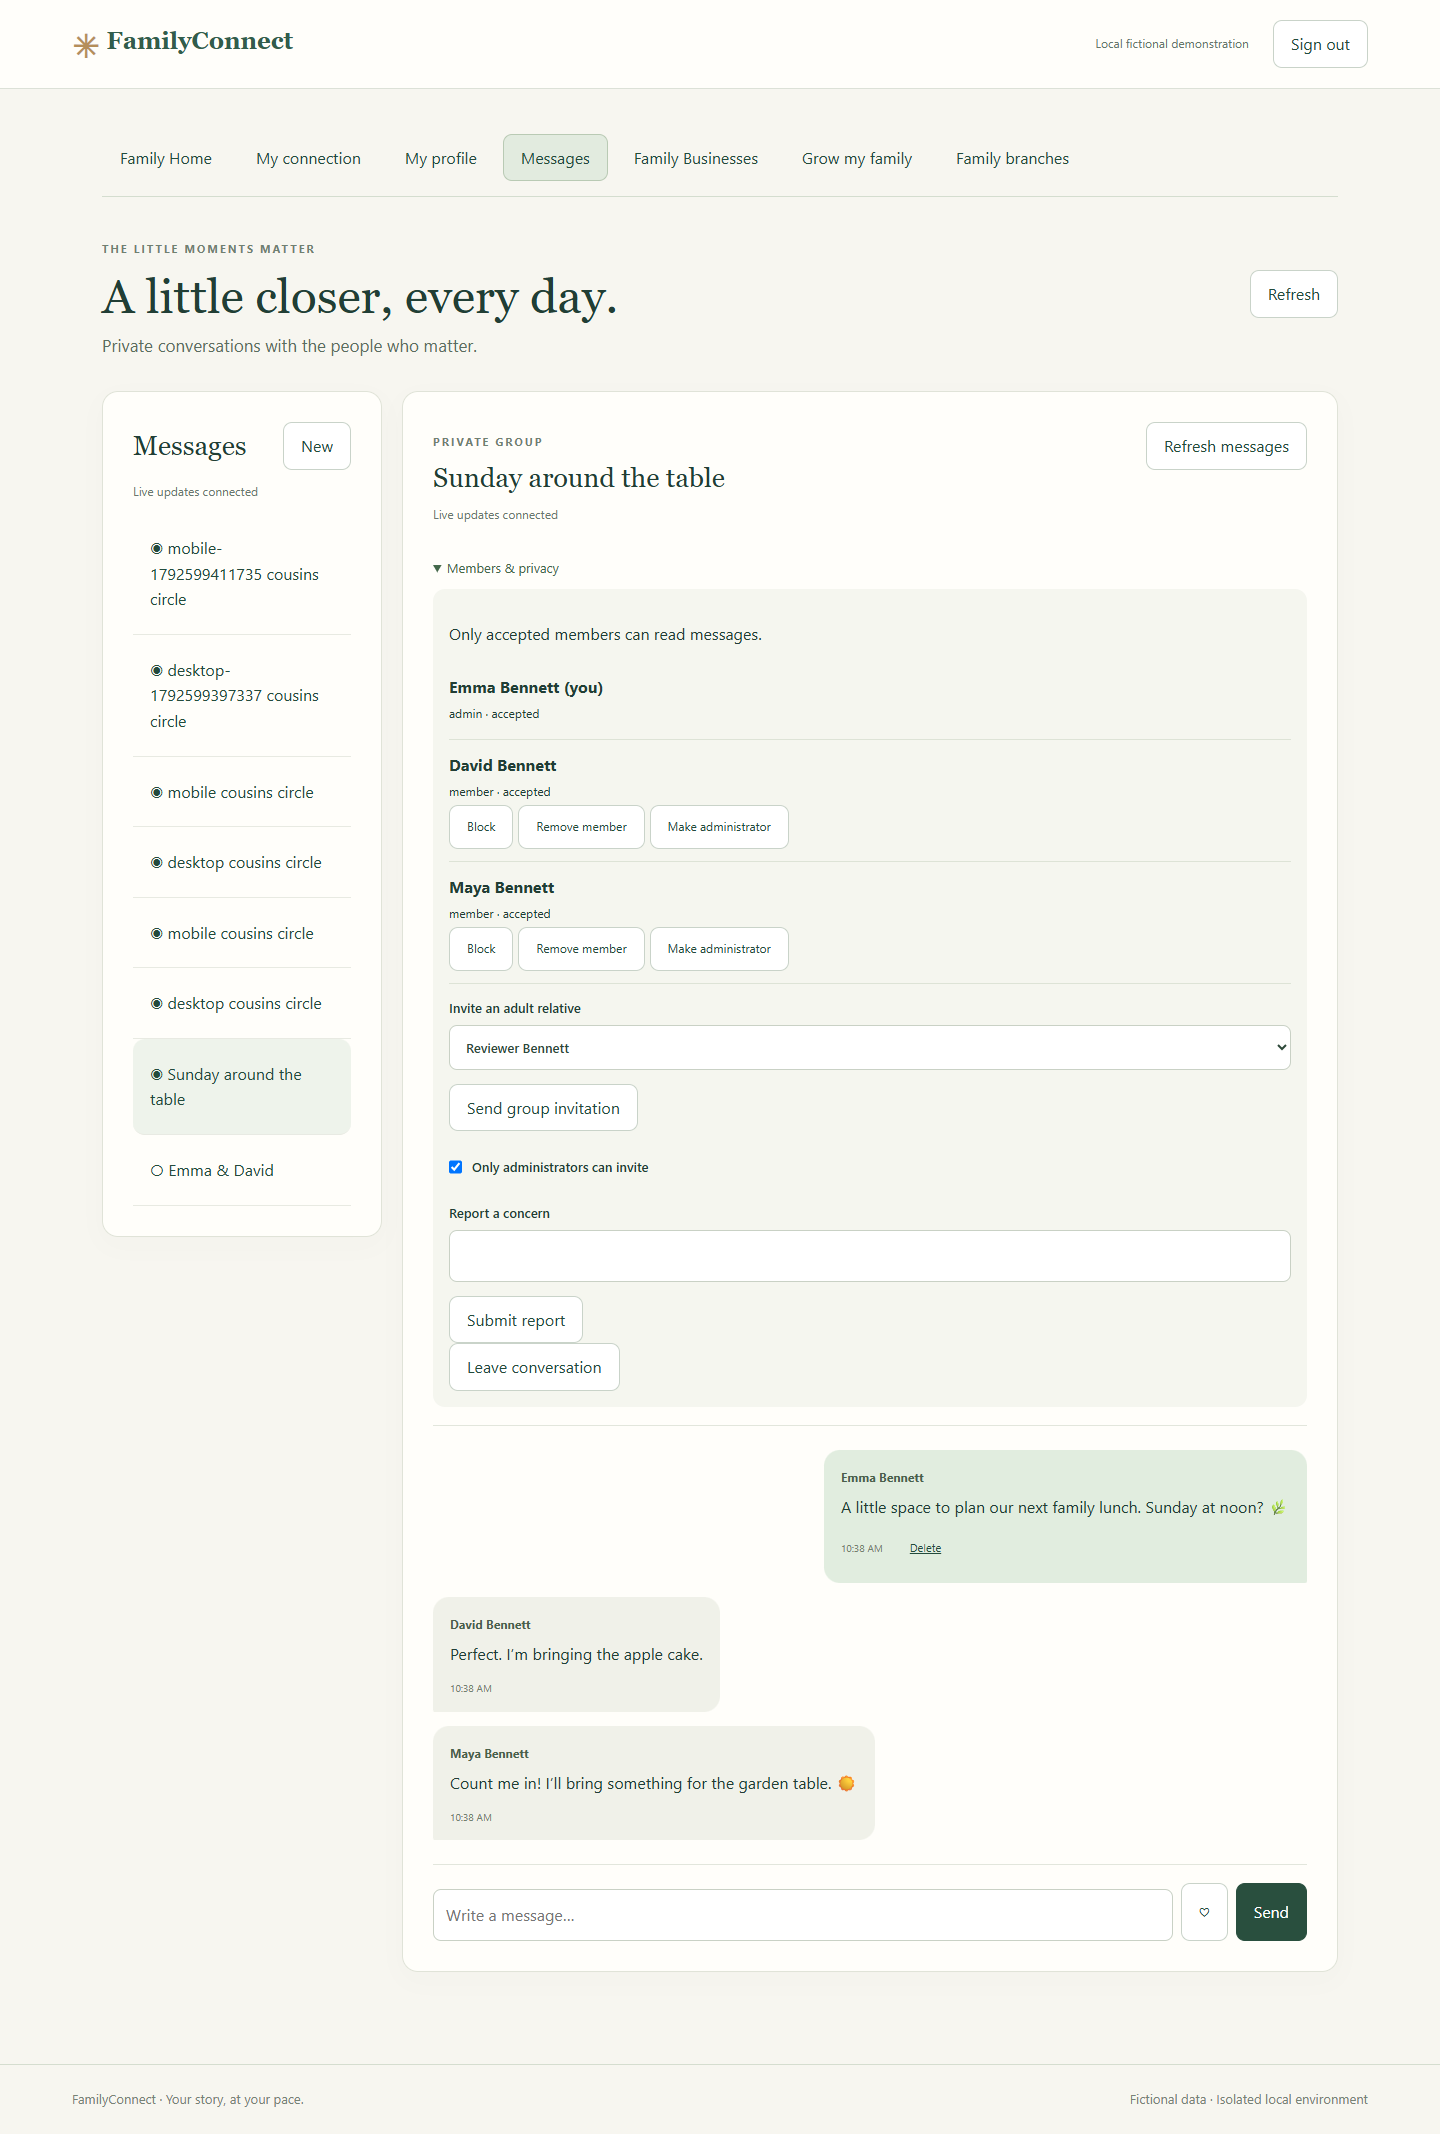 FamilyConnect
Local fictional demonstration
Sign out
Family Home
My connection
My profile
Messages
Family Businesses
Grow my family
Family branches
THE LITTLE MOMENTS MATTER
A little closer, every day.
Refresh
Private conversations with the people who matter.
Messages
New
Live updates connected
◉ mobile-
1792599411735 cousins
circle
◉ desktop-
1792599397337 cousins
circle
◉ mobile cousins circle
◉ desktop cousins circle
◉ mobile cousins circle
◉ desktop cousins circle
◉ Sunday around the
table
○ Emma & David
PRIVATE GROUP
Sunday around the table
Live updates connected
Refresh messages
▼ Members & privacy
Only accepted members can read messages.
Emma Bennett (you)
admin · accepted
David Bennett
member · accepted
Block
Remove member
Make administrator
Maya Bennett
member · accepted
Block
Remove member
Make administrator
Invite an adult relative
Reviewer Bennett
Send group invitation
Only administrators can invite
Report a concern
Submit report
Leave conversation
Emma Bennett
A little space to plan our next family lunch. Sunday at noon? 🌿
10:38 AM Delete
David Bennett
Perfect. I'm bringing the apple cake.
10:38 AM
Maya Bennett
Count me in! I'll bring something for the garden table. 🌼
10:38 AM
Write a message...
♡
Send
FamilyConnect · Your story, at your pace.
Fictional data · Isolated local environment